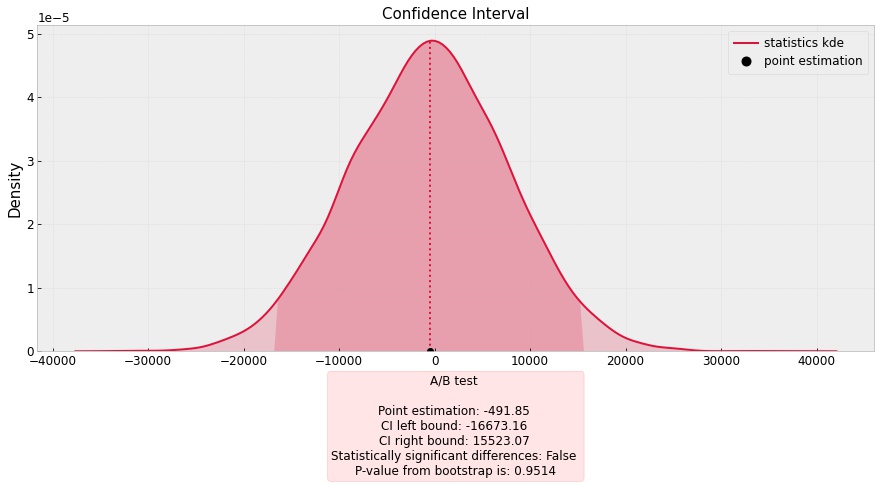 Confidence Interval
1e−5
statistics kde
point estimation
Density
5
4
3
2
1
0
−40000 −30000 −20000 −10000 0 10000 20000 30000 40000
A/B test
Point estimation: -491.85
CI left bound: -16673.16
CI right bound: 15523.07
Statistically significant differences: False
P-value from bootstrap is: 0.9514